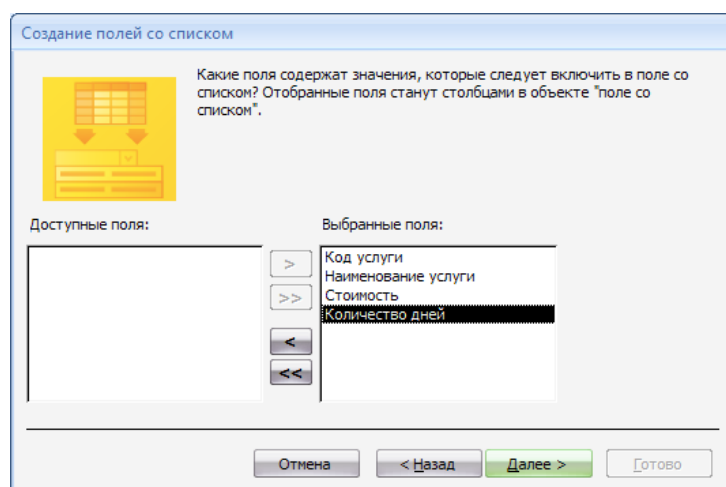 Создание полей со списком
Какие поля содержат значения, которые следует включить в поле со
списком? Отобранные поля станут столбцами в объекте "поле со
списком".
Доступные поля:
Выбранные поля:
>
>>
<
<<
Код услуги
Наименование услуги
Стоимость
Количество дней
Отмена
< Назад
Далее >
Готово